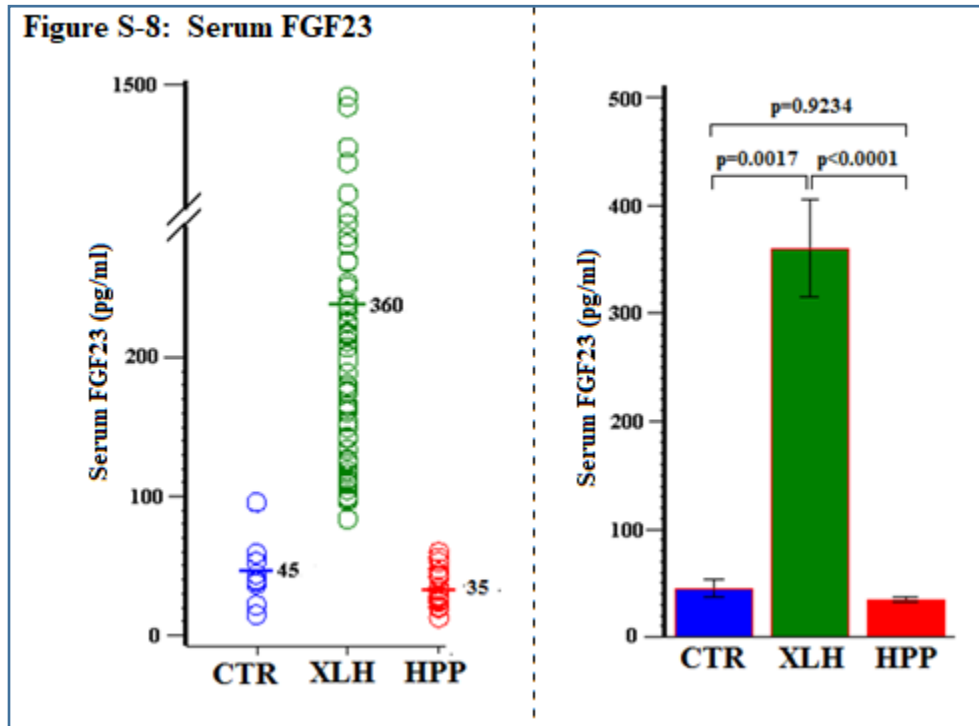 Figure S-8: Serum FGF23
1500
200
100
0
Serum FGF23 (pg/ml)
360
45
35
CTR XLH HPP
500
400
300
200
100
0
Serum FGF23 (pg/ml)
p=0.9234
p=0.0017 p<0.0001
CTR XLH HPP